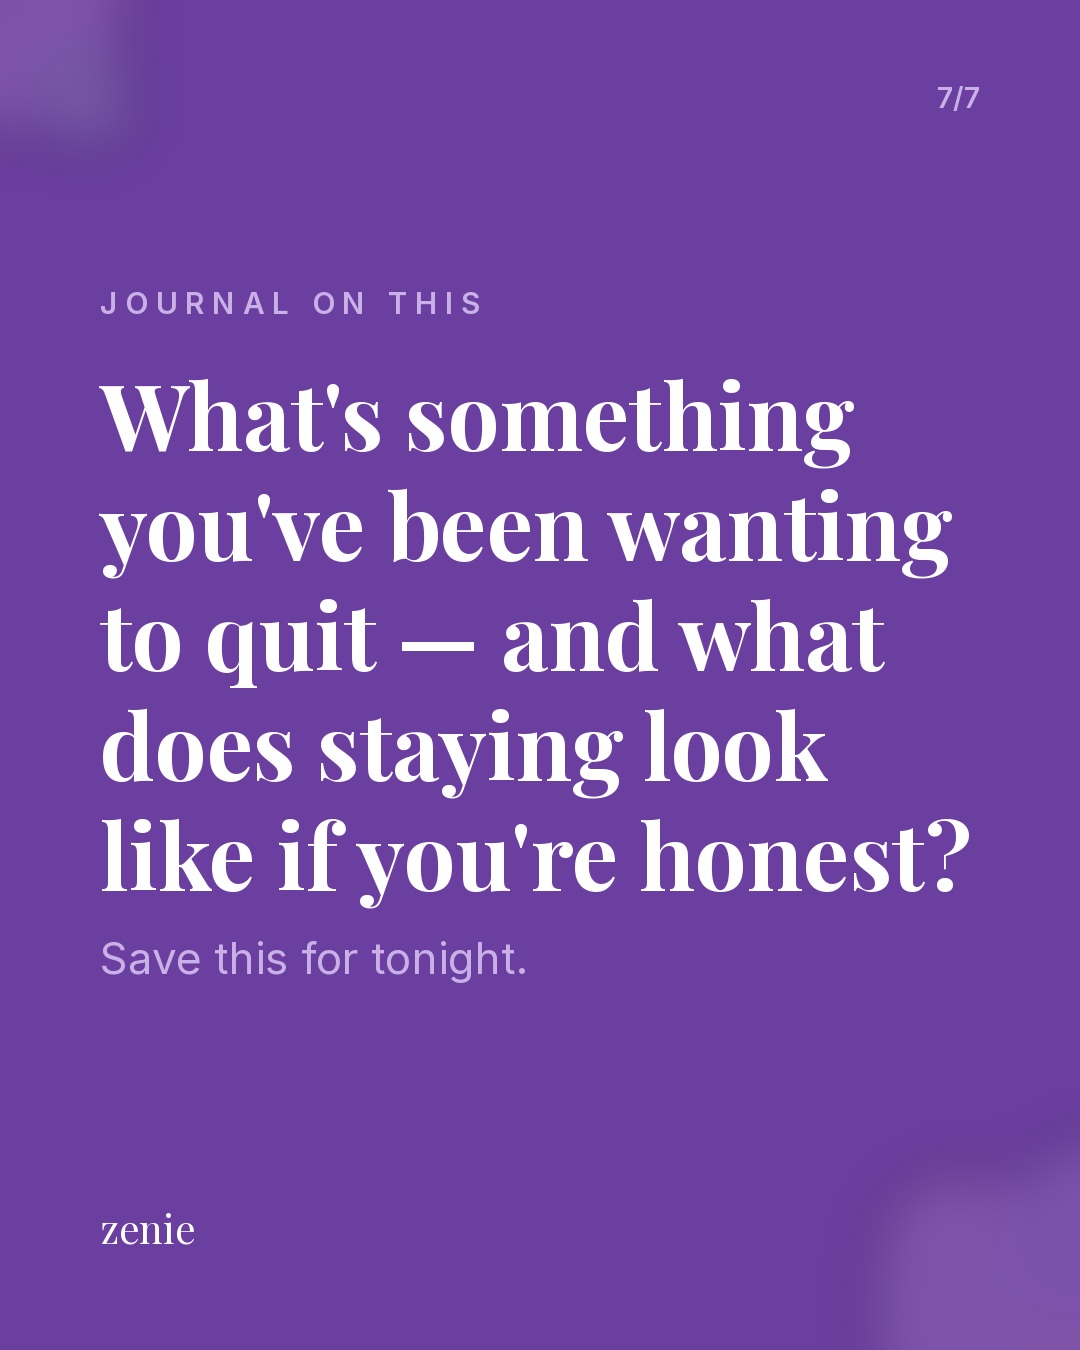 7/7
JOURNAL ON THIS
What's something
you've been wanting
to quit — and what
does staying look
like if you're honest?
Save this for tonight.
zenie